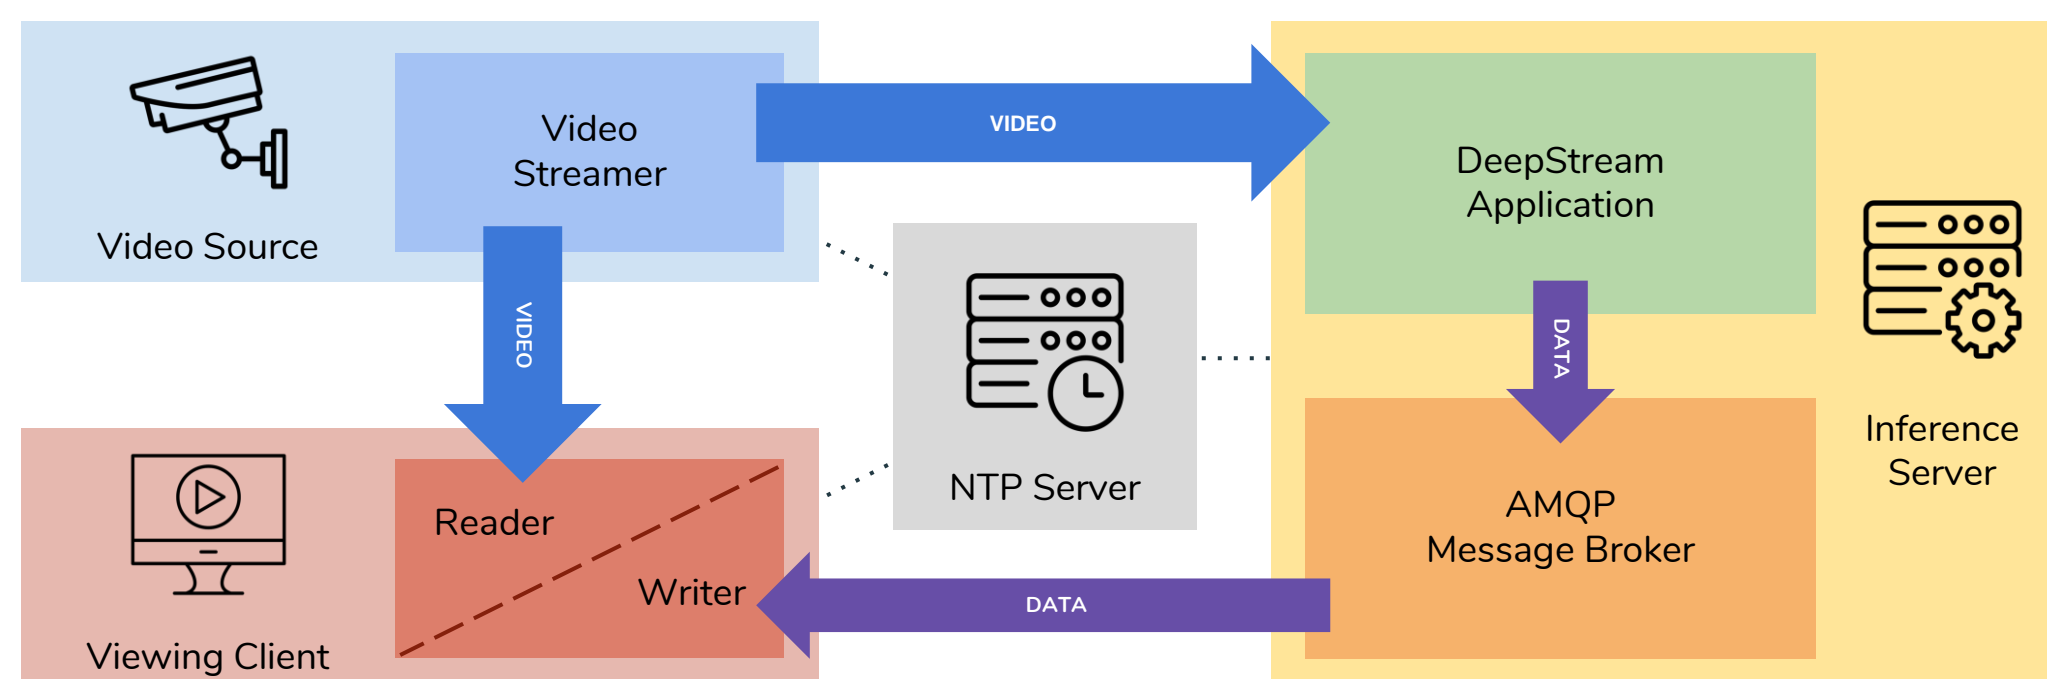 Video Source
Video
Streamer
VIDEO
VIDEO
DeepStream
Application
DATA
Inference
Server
NTP Server
Viewing Client
Reader
Writer
DATA
AMQP
Message Broker